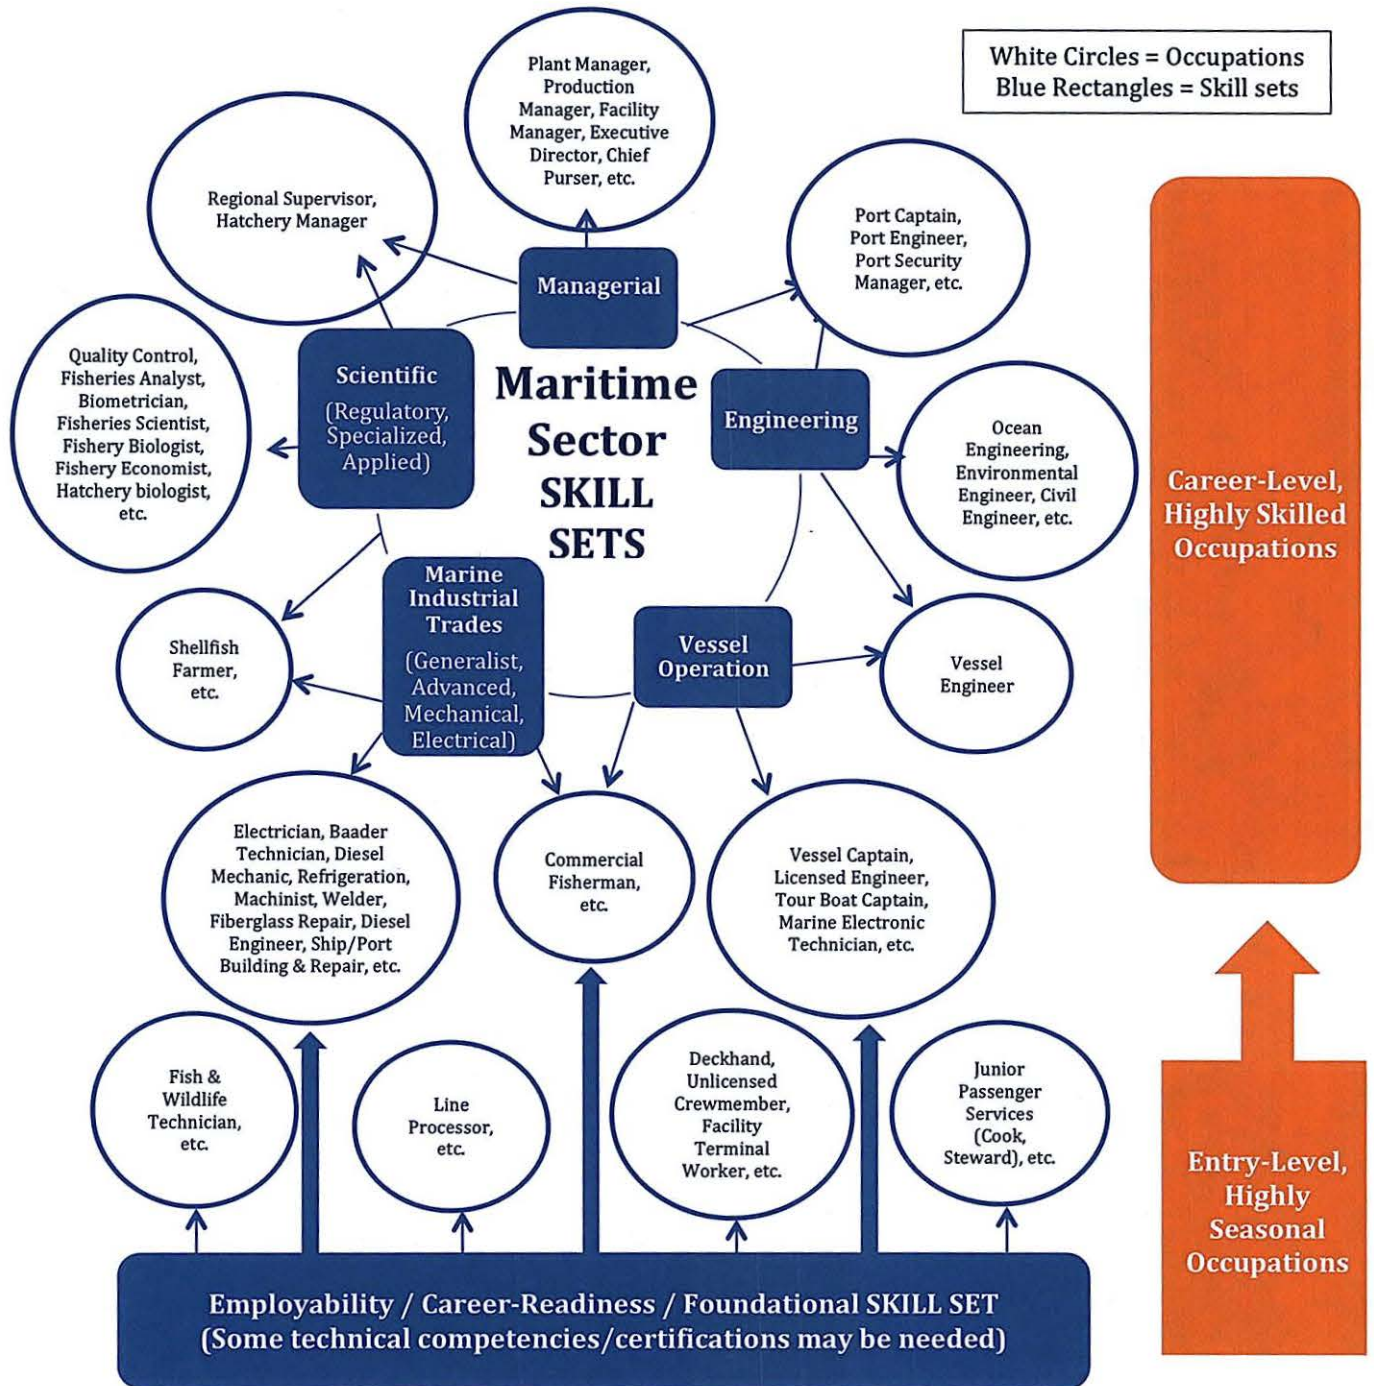 White Circles = Occupations
Blue Rectangles = Skill sets
Plant Manager,
Production
Manager, Facility
Manager, Executive
Director, Chief
Purser, etc.
Regional Supervisor,
Hatchery Manager
Port Captain,
Port Engineer,
Port Security
Manager, etc.
Managerial
Quality Control,
Fisheries Analyst,
Biometrician,
Fisheries Scientist,
Fishery Biologist,
Fishery Economist,
Hatchery biologist,
etc.
Scientific
(Regulatory,
Specialized,
Applied)
Maritime
Sector
SKILL
SETS
Engineering
Ocean
Engineering,
Environmental
Engineer, Civil
Engineer, etc.
Career-Level,
Highly Skilled
Occupations
Marine
Industrial
Trades
(Generalist,
Advanced,
Mechanical,
Electrical)
Vessel
Operation
Shellfish
Farmer,
etc.
Vessel
Engineer
Electrician, Baader
Technician, Diesel
Mechanic, Refrigeration,
Machinist, Welder,
Fiberglass Repair, Diesel
Engineer, Ship/Port
Building & Repair, etc.
Commercial
Fisherman,
etc.
Vessel Captain,
Licensed Engineer,
Tour Boat Captain,
Marine Electronic
Technician, etc.
Fish &
Wildlife
Technician,
etc.
Line
Processor,
etc.
Deckhand,
Unlicensed
Crewmember,
Facility
Terminal
Worker, etc.
Junior
Passenger
Services
(Cook,
Steward), etc.
Entry-Level,
Highly
Seasonal
Occupations
Employability / Career-Readiness / Foundational SKILL SET
(Some technical competencies/certifications may be needed)